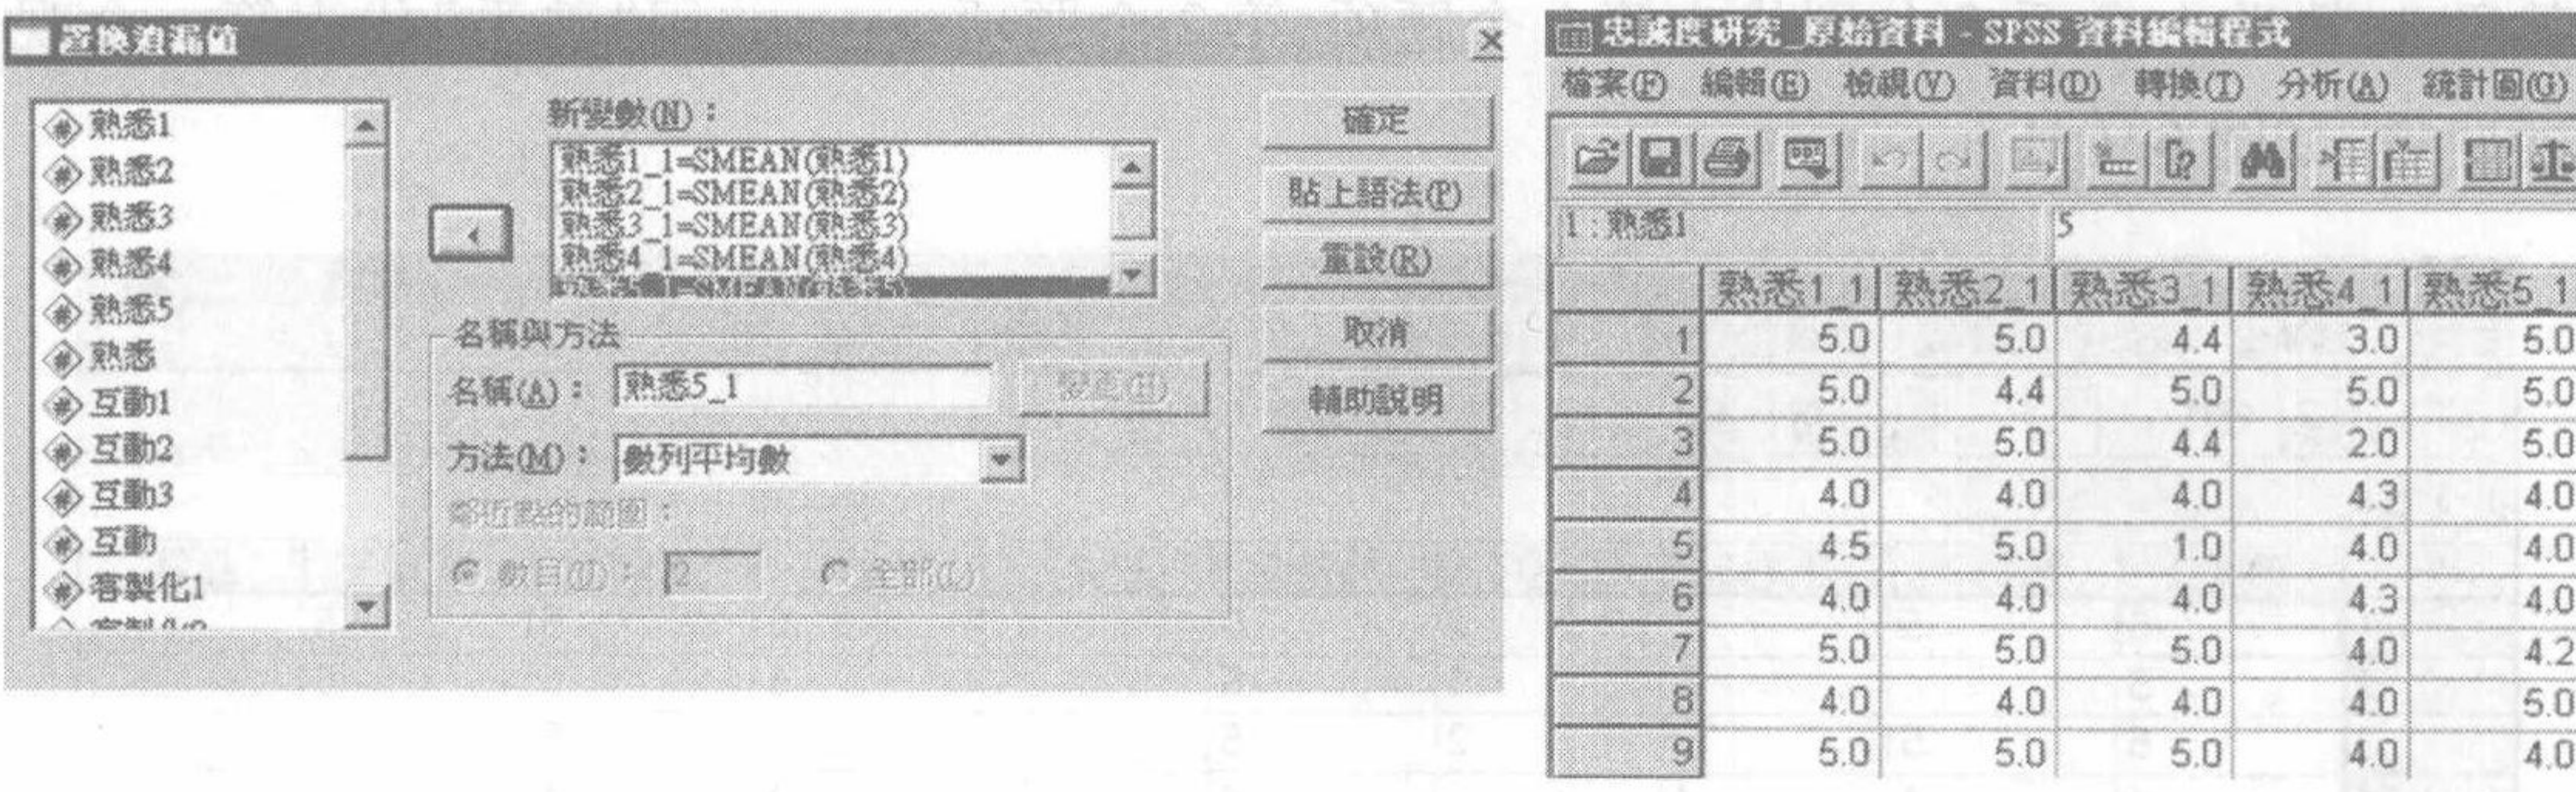 置換遺漏值
熟悉1
熟悉2
熟悉3
熟悉4
熟悉5
熟悉
互動1
互動2
互動3
互動
客製化1
新變數(N)：
熟悉1_1=SMEAN(熟悉1)
熟悉2_1=SMEAN(熟悉2)
熟悉3_1=SMEAN(熟悉3)
熟悉4_1=SMEAN(熟悉4)
名稱與方法
名稱(A)： 熟悉5_1 變更(H)
方法(M)： 數列平均數
鄰近點的範圍：
數目(U)： 2 全部(L)
確定
貼上語法(P)
重設(R)
取消
輔助說明
忠誠度研究_原始資料 - SPSS 資料編輯程式
檔案(F) 編輯(E) 檢視(V) 資料(D) 轉換(T) 分析(A) 統計圖(G)
1 : 熟悉1 5
熟悉1_1 熟悉2_1 熟悉3_1 熟悉4_1 熟悉5_1
1 5.0 5.0 4.4 3.0 5.0
2 5.0 4.4 5.0 5.0 5.0
3 5.0 5.0 4.4 2.0 5.0
4 4.0 4.0 4.0 4.3 4.0
5 4.5 5.0 1.0 4.0 4.0
6 4.0 4.0 4.0 4.3 4.0
7 5.0 5.0 5.0 4.0 4.2
8 4.0 4.0 4.0 4.0 5.0
9 5.0 5.0 5.0 4.0 4.0